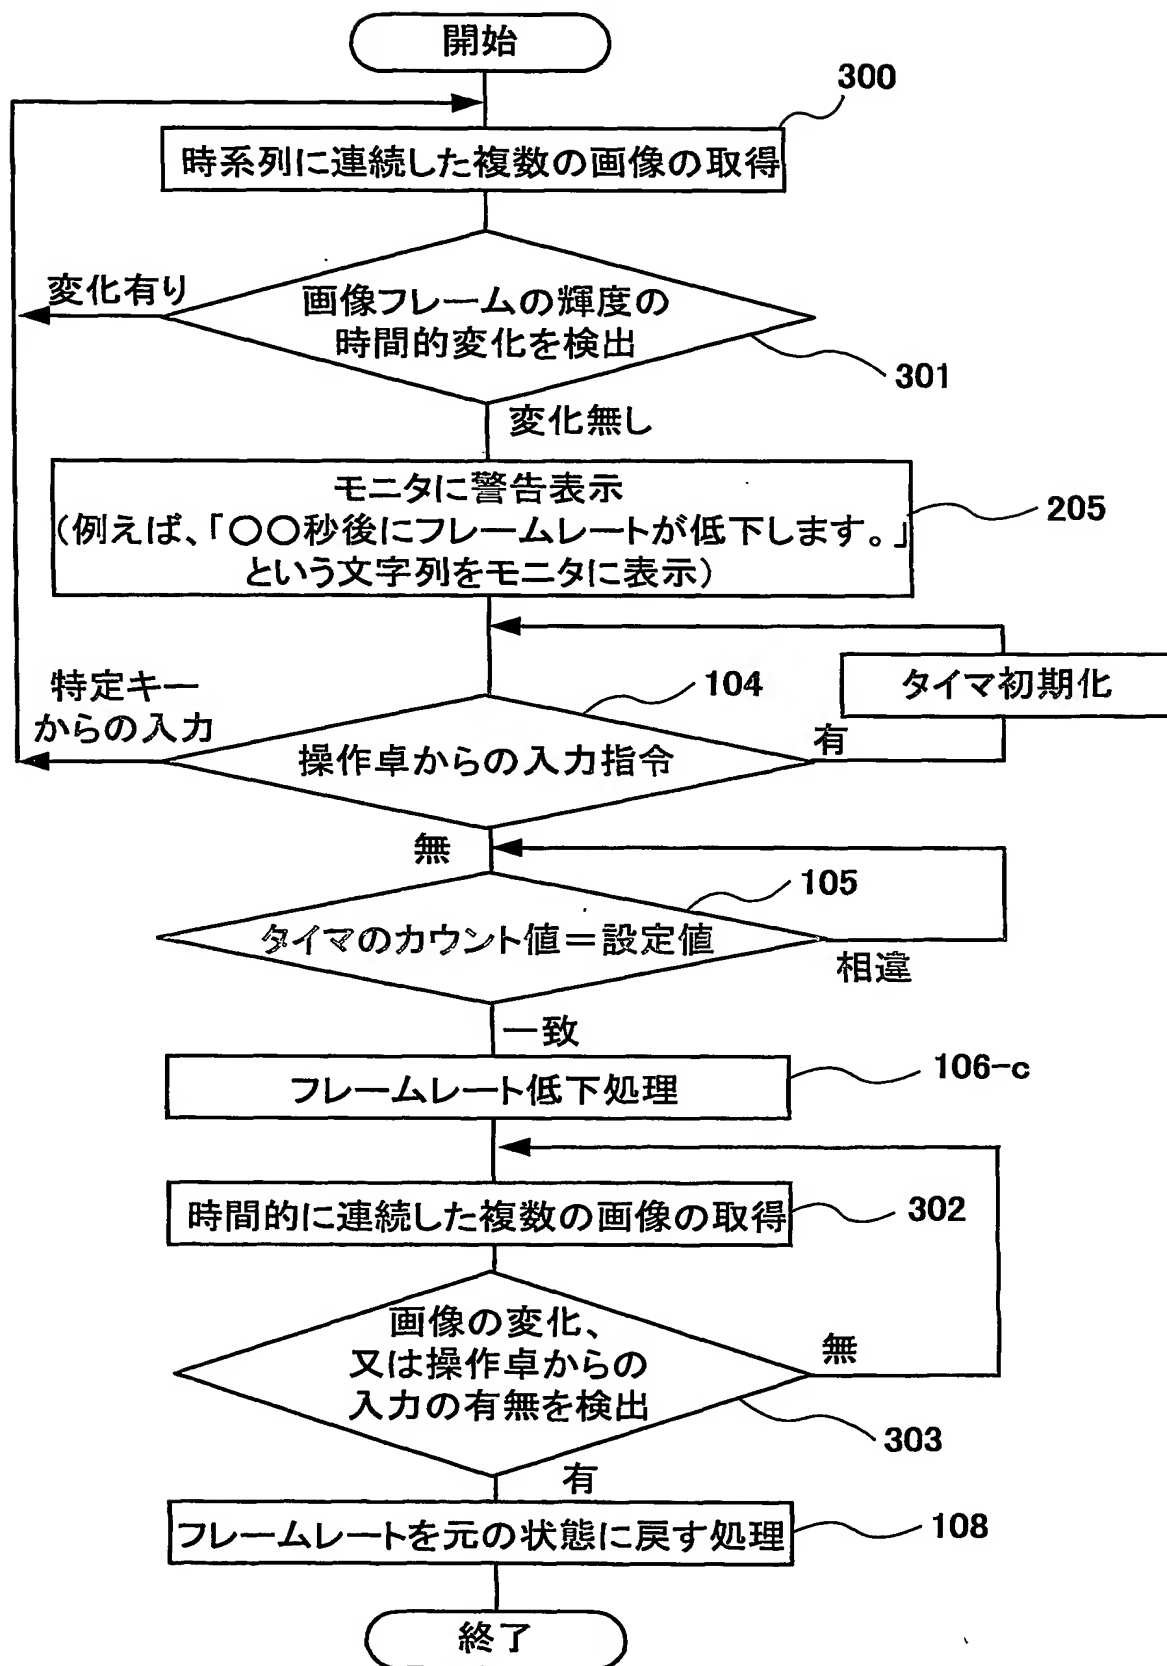 開始
300
時系列に連続した複数の画像の取得
変化有り
画像フレームの輝度の
時間的変化を検出
301
変化無し
モニタに警告表示
(例えば、「〇〇秒後にフレームレートが低下します。」
という文字列をモニタに表示)
205
特定キー
からの入力
104
タイマ初期化
操作卓からの入力指令
有
無
105
タイマのカウント値=設定値
相違
一致
フレームレート低下処理
106-c
時間的に連続した複数の画像の取得
302
画像の変化、
又は操作卓からの
入力の有無を検出
無
303
有
フレームレートを元の状態に戻す処理
108
終了